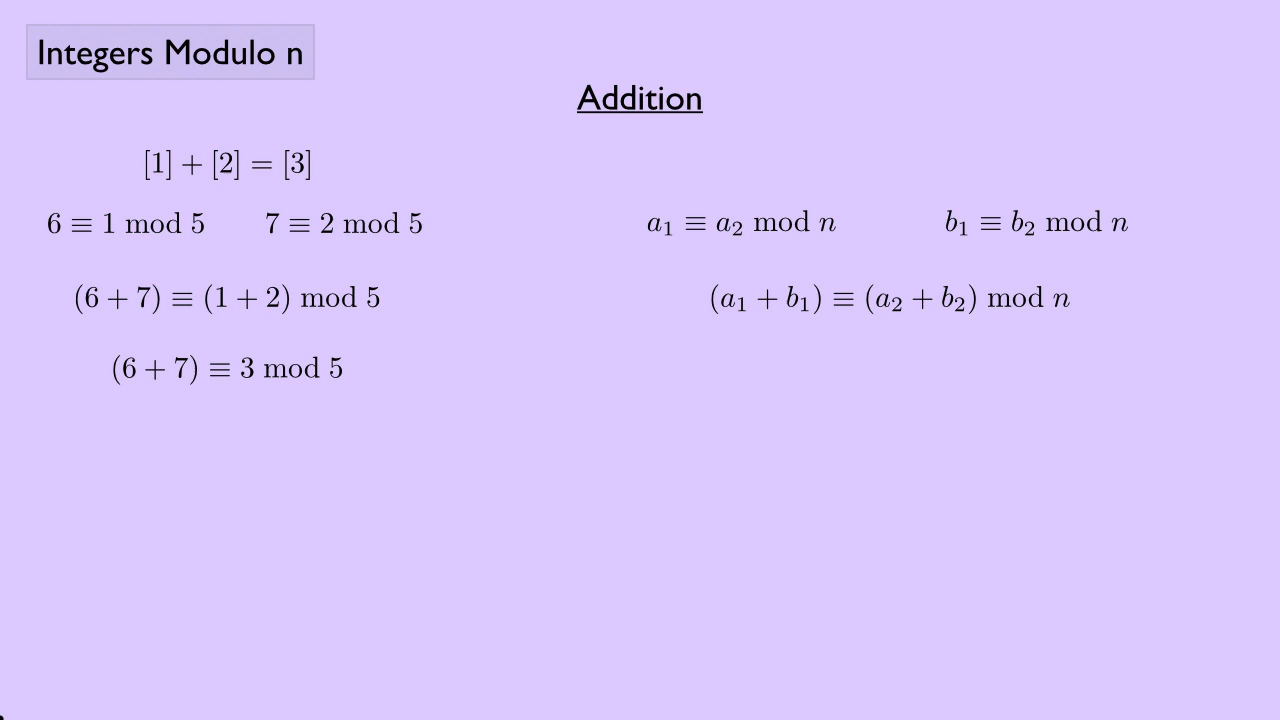 Integers Modulo n
Addition
[1] + [2] = [3]
6 ≡ 1 mod 5 7 ≡ 2 mod 5
a₁ ≡ a₂ mod n b₁ ≡ b₂ mod n
(6 + 7) ≡ (1 + 2) mod 5
(a₁ + b₁) ≡ (a₂ + b₂) mod n
(6 + 7) ≡ 3 mod 5